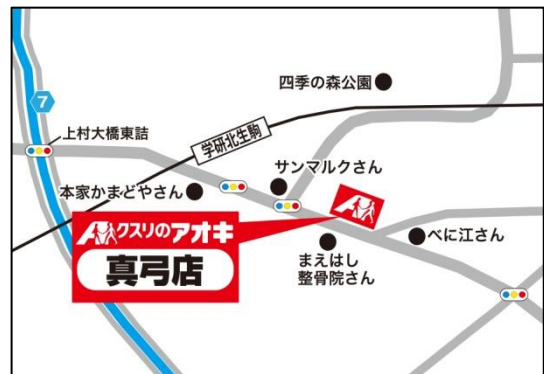 四季の森公園
7
上村大橋東詰
学研北生駒
サンマルクさん
本家かまどやさん
クスリのアオキ
真弓店
べに江さん
まえはし
整骨院さん